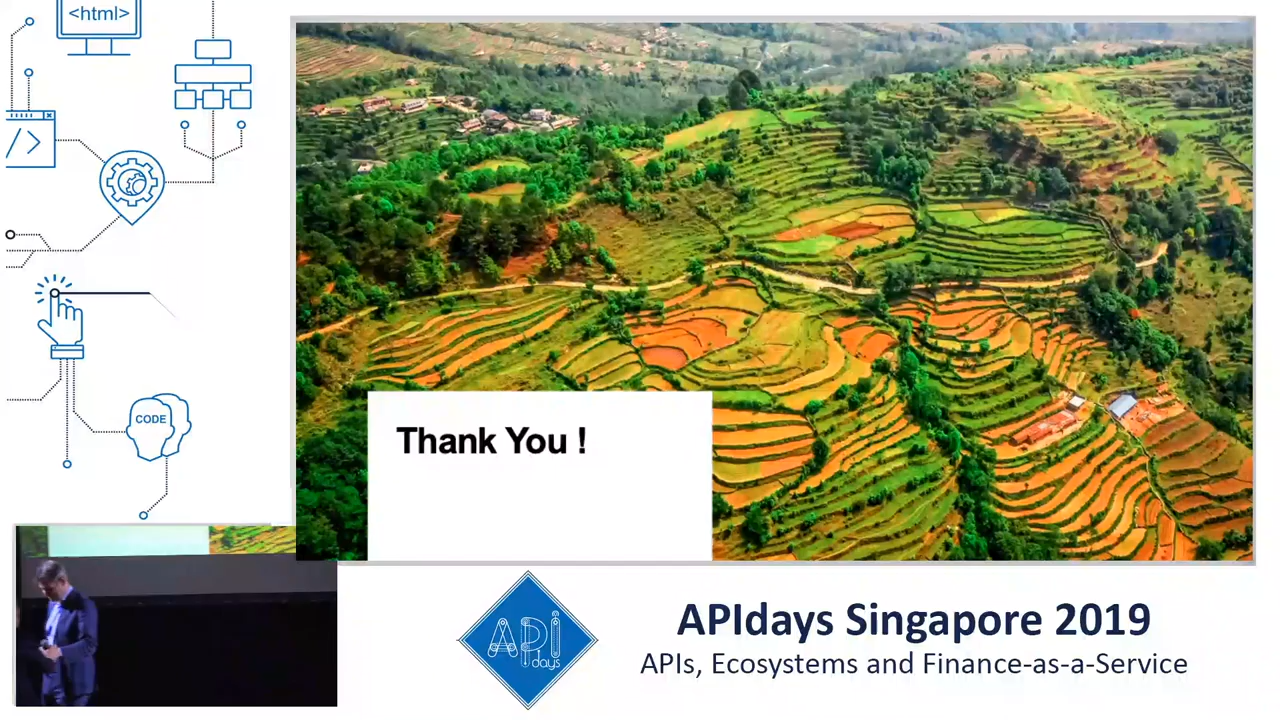 <html>
</>
CODE
Thank You !
API
days
APIdays Singapore 2019
APIs, Ecosystems and Finance-as-a-Service